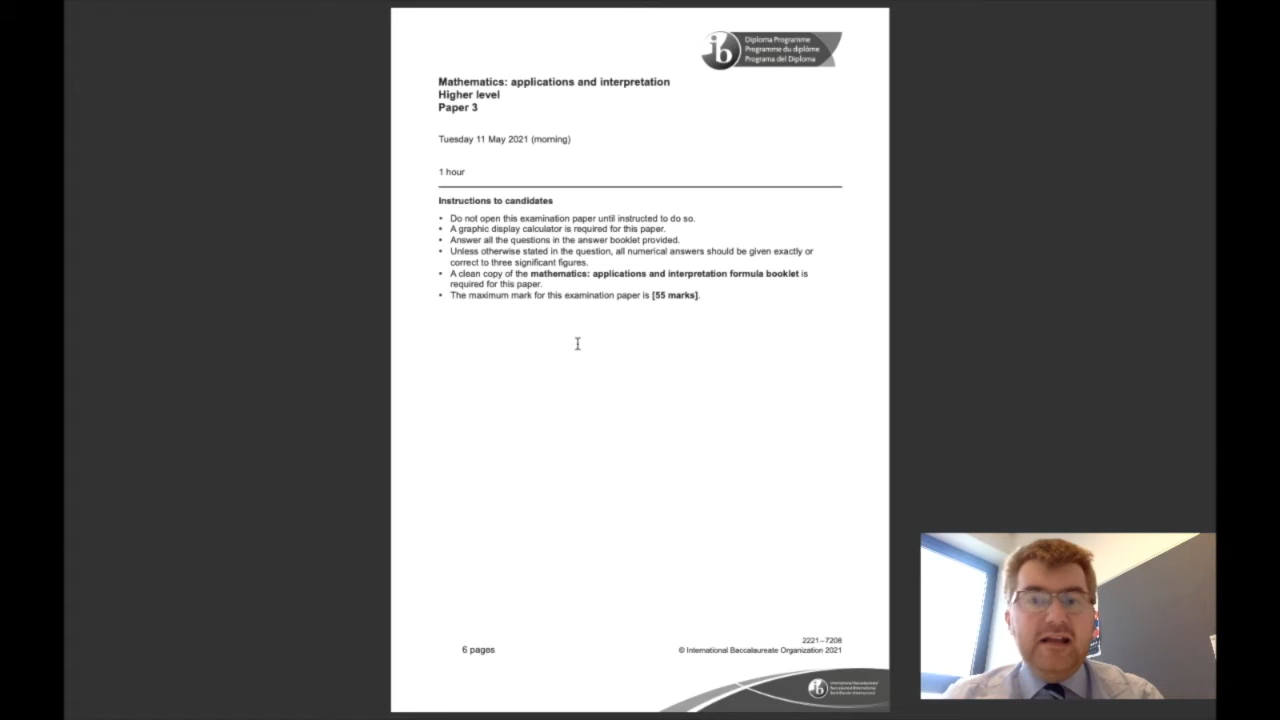 Diploma Programme
Programme du diplôme
Programa del Diploma
Mathematics: applications and interpretation
Higher level
Paper 3
Tuesday 11 May 2021 (morning)
1 hour
Instructions to candidates
• Do not open this examination paper until instructed to do so.
• A graphic display calculator is required for this paper.
• Answer all the questions in the answer booklet provided.
• Unless otherwise stated in the question, all numerical answers should be given exactly or
correct to three significant figures.
• A clean copy of the mathematics: applications and interpretation formula booklet is
required for this paper.
• The maximum mark for this examination paper is [55 marks].
2221–7208
6 pages
© International Baccalaureate Organization 2021